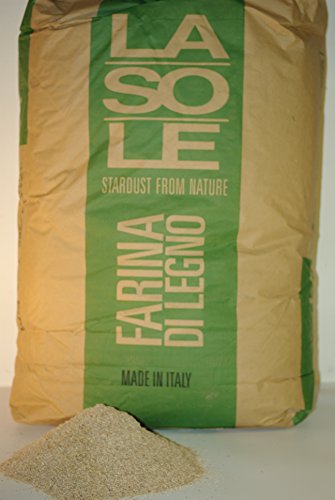 LA
SO
LE
STARDUST FROM NATURE
FARINA
DI LEGNO
MADE IN ITALY